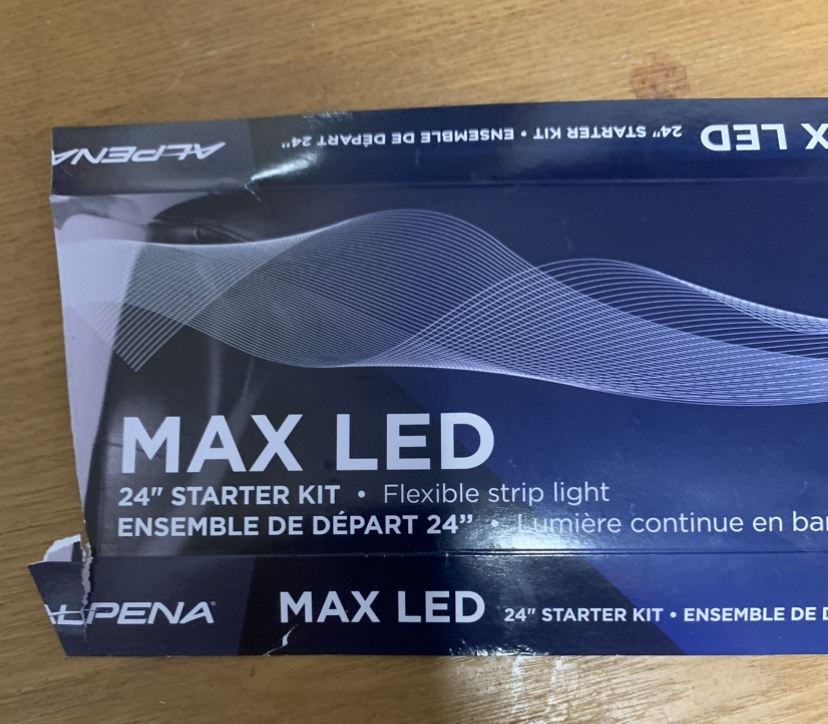 ALPENA
24" STARTER KIT • ENSEMBLE DE DÉPART 24"
X LED
MAX LED
24" STARTER KIT • Flexible strip light
ENSEMBLE DE DÉPART 24” • Lumière continue en
ALPENA
MAX LED
24" STARTER KIT • ENSEMBLE DE